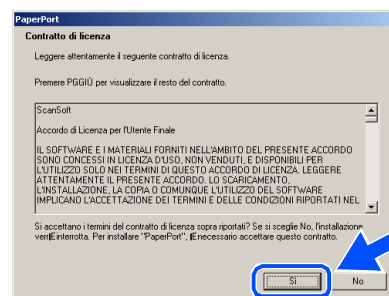 PaperPort
Contratto di licenza
Leggere attentamente il seguente contratto di licenza.
Premere PGGIÙ per visualizzare il resto del contratto.
ScanSoft
Accordo di Licenza per l'Utente Finale
IL SOFTWARE E I MATERIALI FORNITI NELL'AMBITO DEL PRESENTE ACCORDO
SONO CONCESSI IN LICENZA D'USO, NON VENDUTI, E DISPONIBILI PER
L'UTILIZZO SOLO NEI TERMINI DI QUESTO ACCORDO DI LICENZA. LEGGERE
ATTENTAMENTE IL PRESENTE ACCORDO. LO SCARICAMENTO,
L'INSTALLAZIONE, LA COPIA O COMUNQUE L'UTILIZZO DEL SOFTWARE
IMPLICANO L'ACCETTAZIONE DEI TERMINI E DELLE CONDIZIONI RIPORTATI NEL
Si accettano i termini del contratto di licenza sopra riportati? Se si sceglie No, l'installazione
verrEinterrotta. Per installare "PaperPort", Enecessario accettare questo contratto.
Sì
No